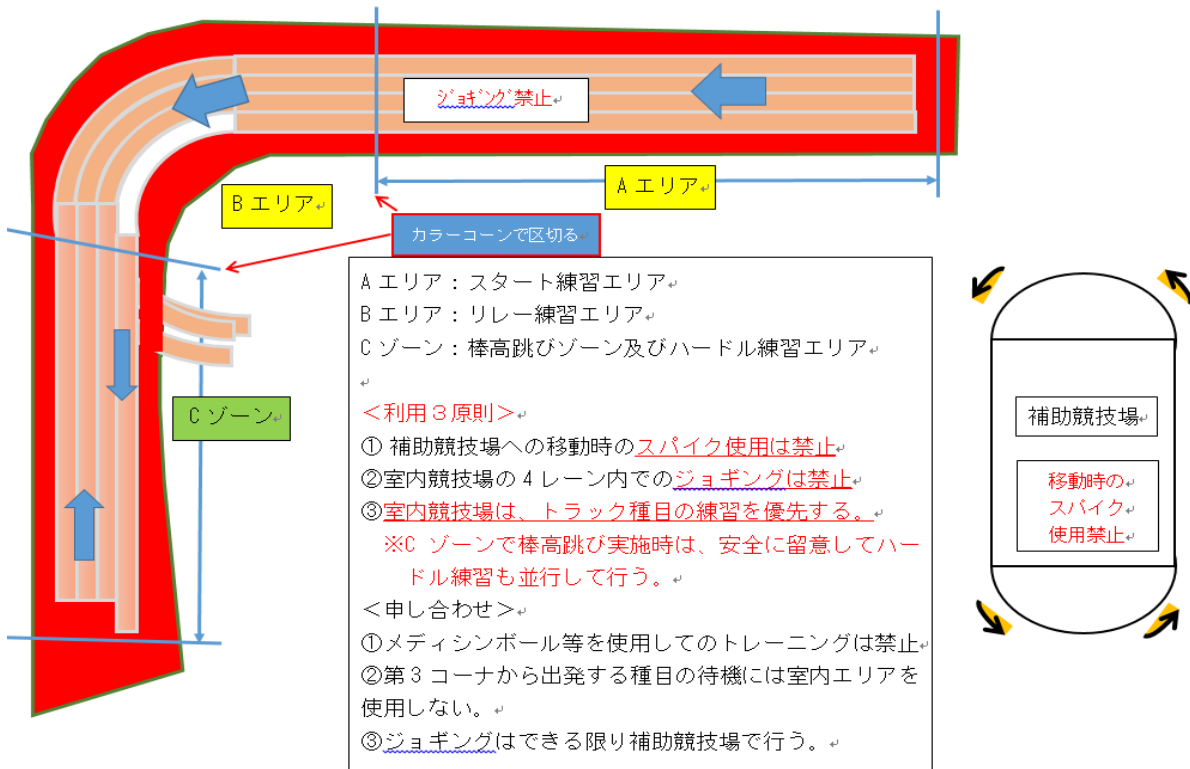 ｼﾞｮｷﾞﾝｸﾞ禁止
Aエリア
Bエリア
カラーコーンで区切る
Cゾーン
Aエリア：スタート練習エリア
Bエリア：リレー練習エリア
Cゾーン：棒高跳びゾーン及びハードル練習エリア
＜利用３原則＞
① 補助競技場への移動時のスパイク使用は禁止
②室内競技場の4レーン内でのジョギングは禁止
③室内競技場は、トラック種目の練習を優先する。
※C ゾーンで棒高跳び実施時は、安全に留意してハー
ドル練習も並行して行う。
＜申し合わせ＞
①メディシンボール等を使用してのトレーニングは禁止
②第3コーナから出発する種目の待機には室内エリアを
使用しない。
③ジョギングはできる限り補助競技場で行う。
補助競技場
移動時の
スパイク
使用禁止